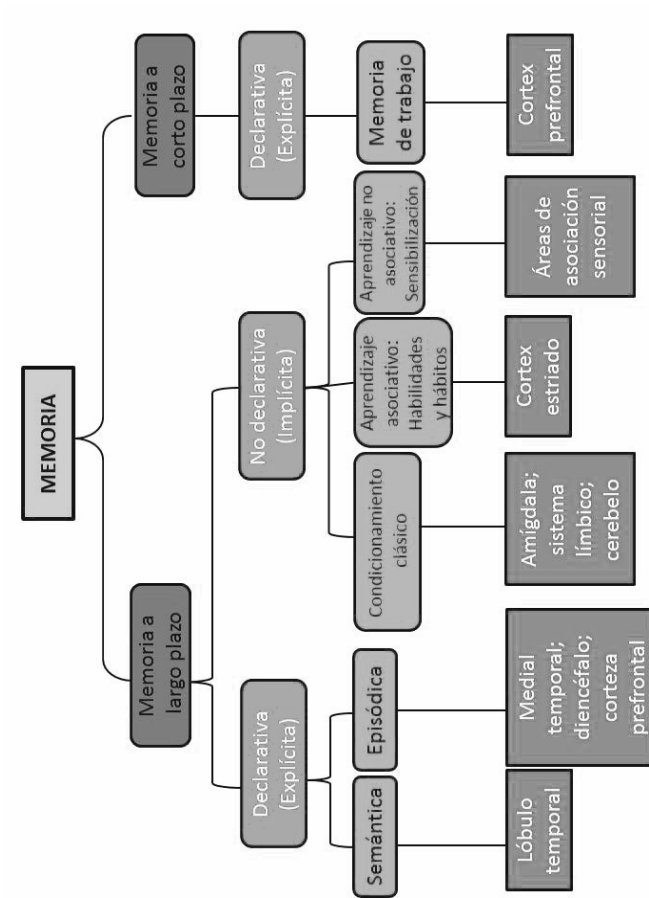 MEMORIA
Memoria a
largo plazo
Memoria a
corto plazo
Declarativa
(Explícita)
No declarativa
(Implícita)
Declarativa
(Explícita)
Semántica
Episódica
Condicionamiento
clásico
Aprendizaje
asociativo:
Habilidades
y hábitos
Aprendizaje no
asociativo:
Sensibilización
Memoria
de trabajo
Lóbulo
temporal
Medial
temporal;
diencéfalo;
corteza
prefrontal
Amígdala;
sistema
límbico;
cerebelo
Cortex
estriado
Áreas de
asociación
sensorial
Cortex
prefrontal